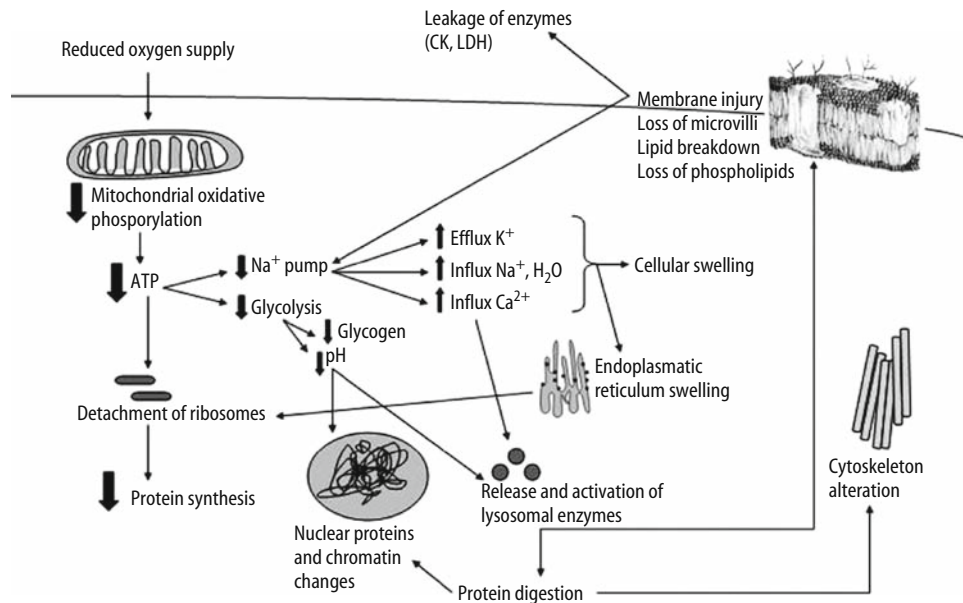 Leakage of enzymes
(CK, LDH)
Reduced oxygen supply
Membrane injury
Loss of microvilli
Lipid breakdown
Loss of phospholipids
Mitochondrial oxidative
phosporylation
ATP
Na⁺ pump
Glycolysis
Glycogen
pH
Efflux K⁺
Influx Na⁺, H₂O
Influx Ca²⁺
Cellular swelling
Endoplasmatic
reticulum swelling
Detachment of ribosomes
Protein synthesis
Nuclear proteins
and chromatin
changes
Release and activation of
lysosomal enzymes
Cytoskeleton
alteration
Protein digestion